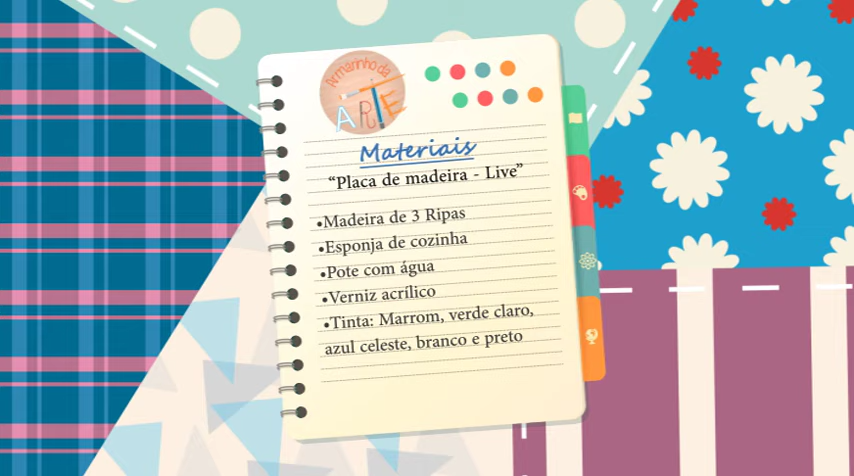 Armarinho da
ARTE
Materiais
“Placa de madeira - Live”
•Madeira de 3 Ripas
•Esponja de cozinha
•Pote com água
•Verniz acrílico
•Tinta: Marrom, verde claro,
azul celeste, branco e preto